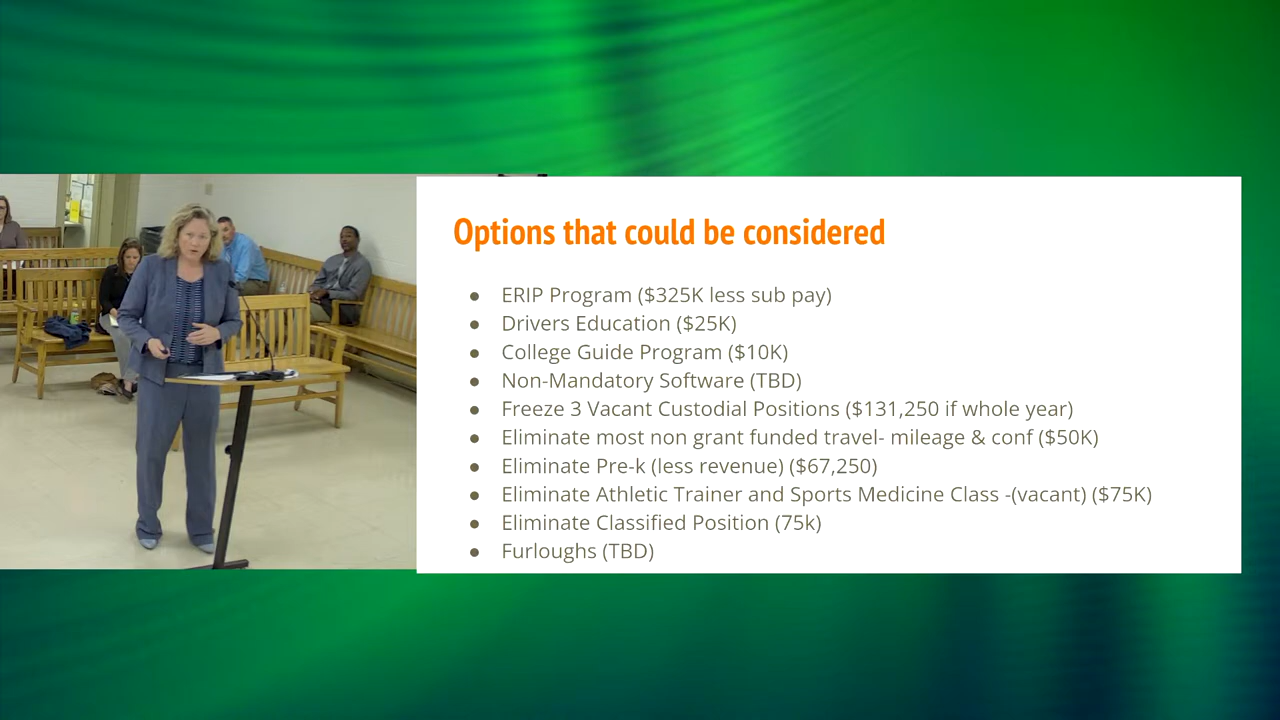 Options that could be considered
● ERIP Program ($325K less sub pay)
● Drivers Education ($25K)
● College Guide Program ($10K)
● Non-Mandatory Software (TBD)
● Freeze 3 Vacant Custodial Positions ($131,250 if whole year)
● Eliminate most non grant funded travel- mileage & conf ($50K)
● Eliminate Pre-k (less revenue) ($67,250)
● Eliminate Athletic Trainer and Sports Medicine Class -(vacant) ($75K)
● Eliminate Classified Position (75k)
● Furloughs (TBD)